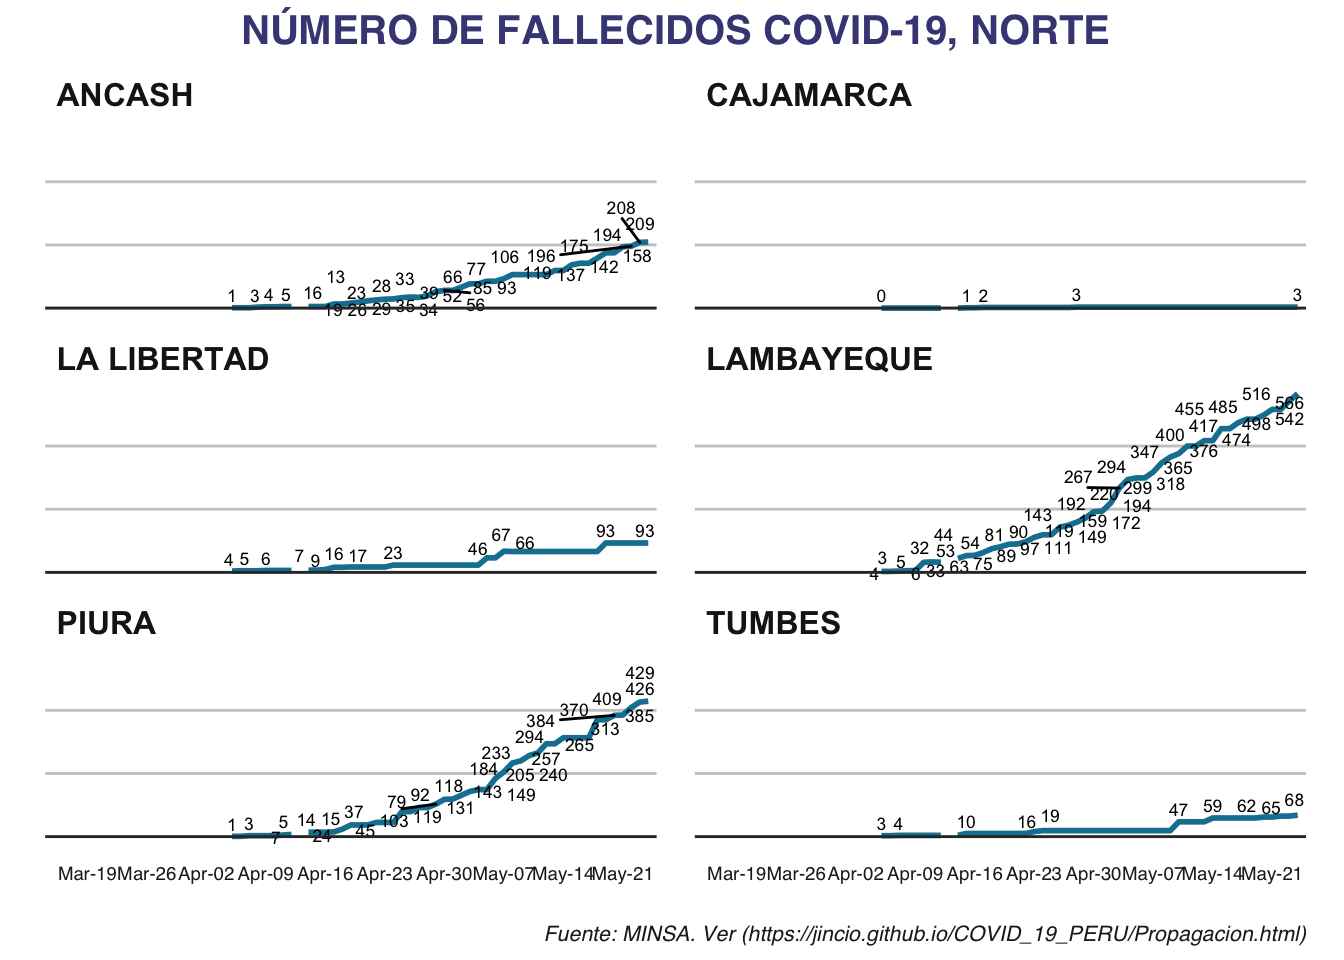 NÚMERO DE FALLECIDOS COVID-19, NORTE
ANCASH
1 3 4 5 16 13 19 23 26 28 29 33 35 39 34 66 52 77 56 85 93 106 119 196 175 137 194 142 208 209 158
CAJAMARCA
0 1 2 3 3
LA LIBERTAD
4 5 6 7 9 16 17 23 46 67 66 93 93
LAMBAYEQUE
4 3 5 6 32 33 44 53 63 54 75 81 89 90 97 143 111 119 192 159 149 267 220 294 172 299 194 347 318 400 365 455 417 376 485 474 516 498 566 542
PIURA
1 3 7 5 14 24 15 37 45 79 103 92 119 118 131 184 143 233 205 149 294 257 240 384 370 265 409 313 429 426 385
TUMBES
3 4 10 16 19 47 59 62 65 68
Mar-19 Mar-26 Apr-02 Apr-09 Apr-16 Apr-23 Apr-30 May-07 May-14 May-21
Mar-19 Mar-26 Apr-02 Apr-09 Apr-16 Apr-23 Apr-30 May-07 May-14 May-21
Fuente: MINSA. Ver (https://jincio.github.io/COVID_19_PERU/Propagacion.html)